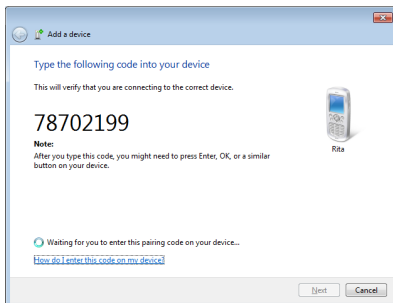 Add a device
Type the following code into your device
This will verify that you are connecting to the correct device.
78702199
Note:
After you type this code, you might need to press Enter, OK, or a similar
button on your device.
Rita
Waiting for you to enter this pairing code on your device...
How do I enter this code on my device?
Next
Cancel